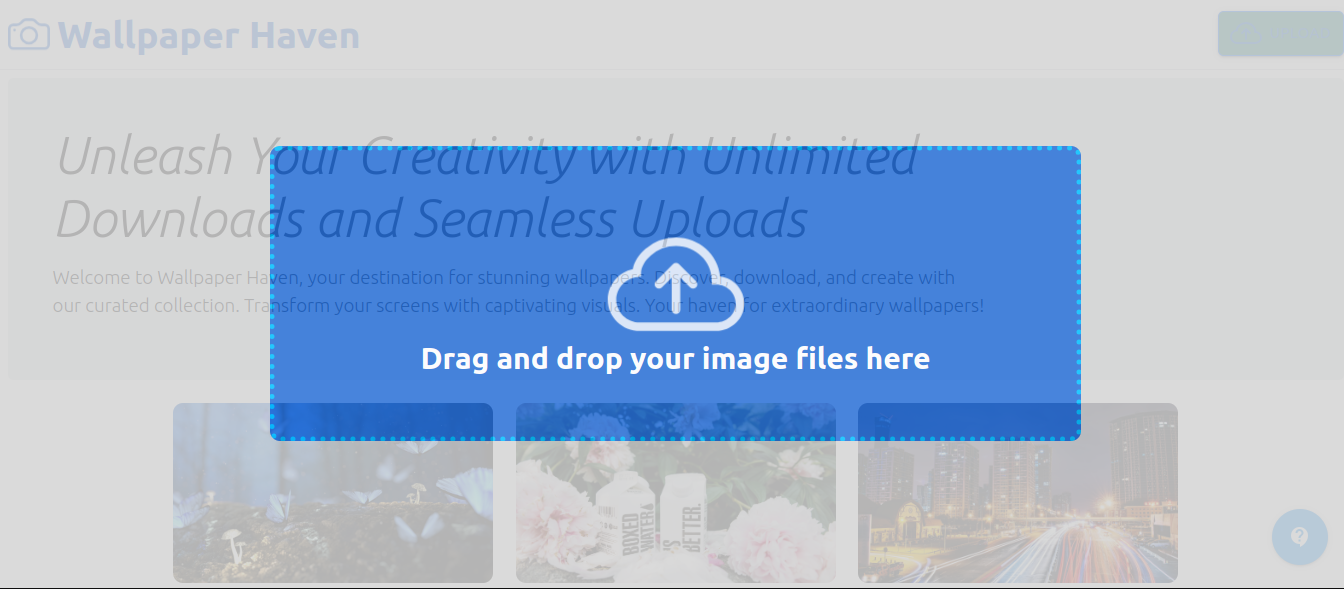 Wallpaper Haven
Unleash Your Creativity with Unlimited
Downloads and Seamless Uploads
Welcome to Wallpaper Haven, your destination for stunning wallpapers. Discover, download, and create with
our curated collection. Transform your screens with captivating visuals. Your haven for extraordinary wallpapers!
Drag and drop your image files here
BOXED
WATER
IS
BETTER.